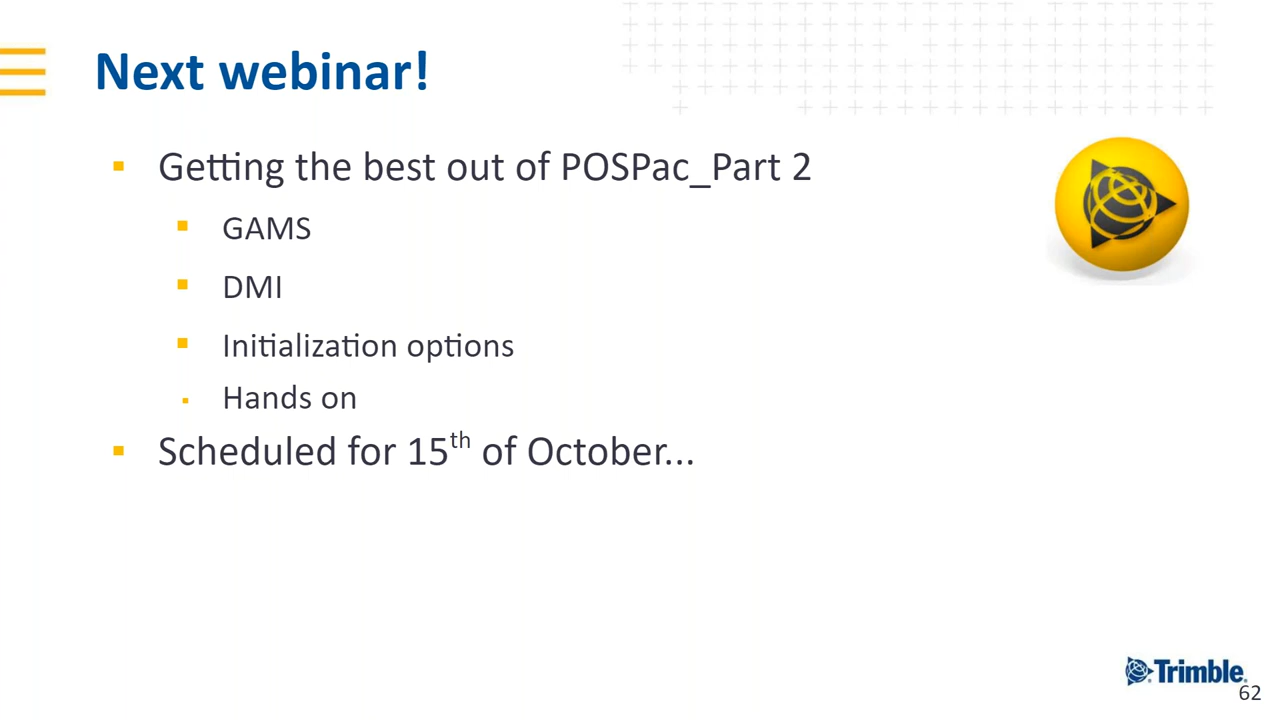 Next webinar!
Getting the best out of POSPac_Part 2
GAMS
DMI
Initialization options
Hands on
Scheduled for 15th of October...
Trimble.
62